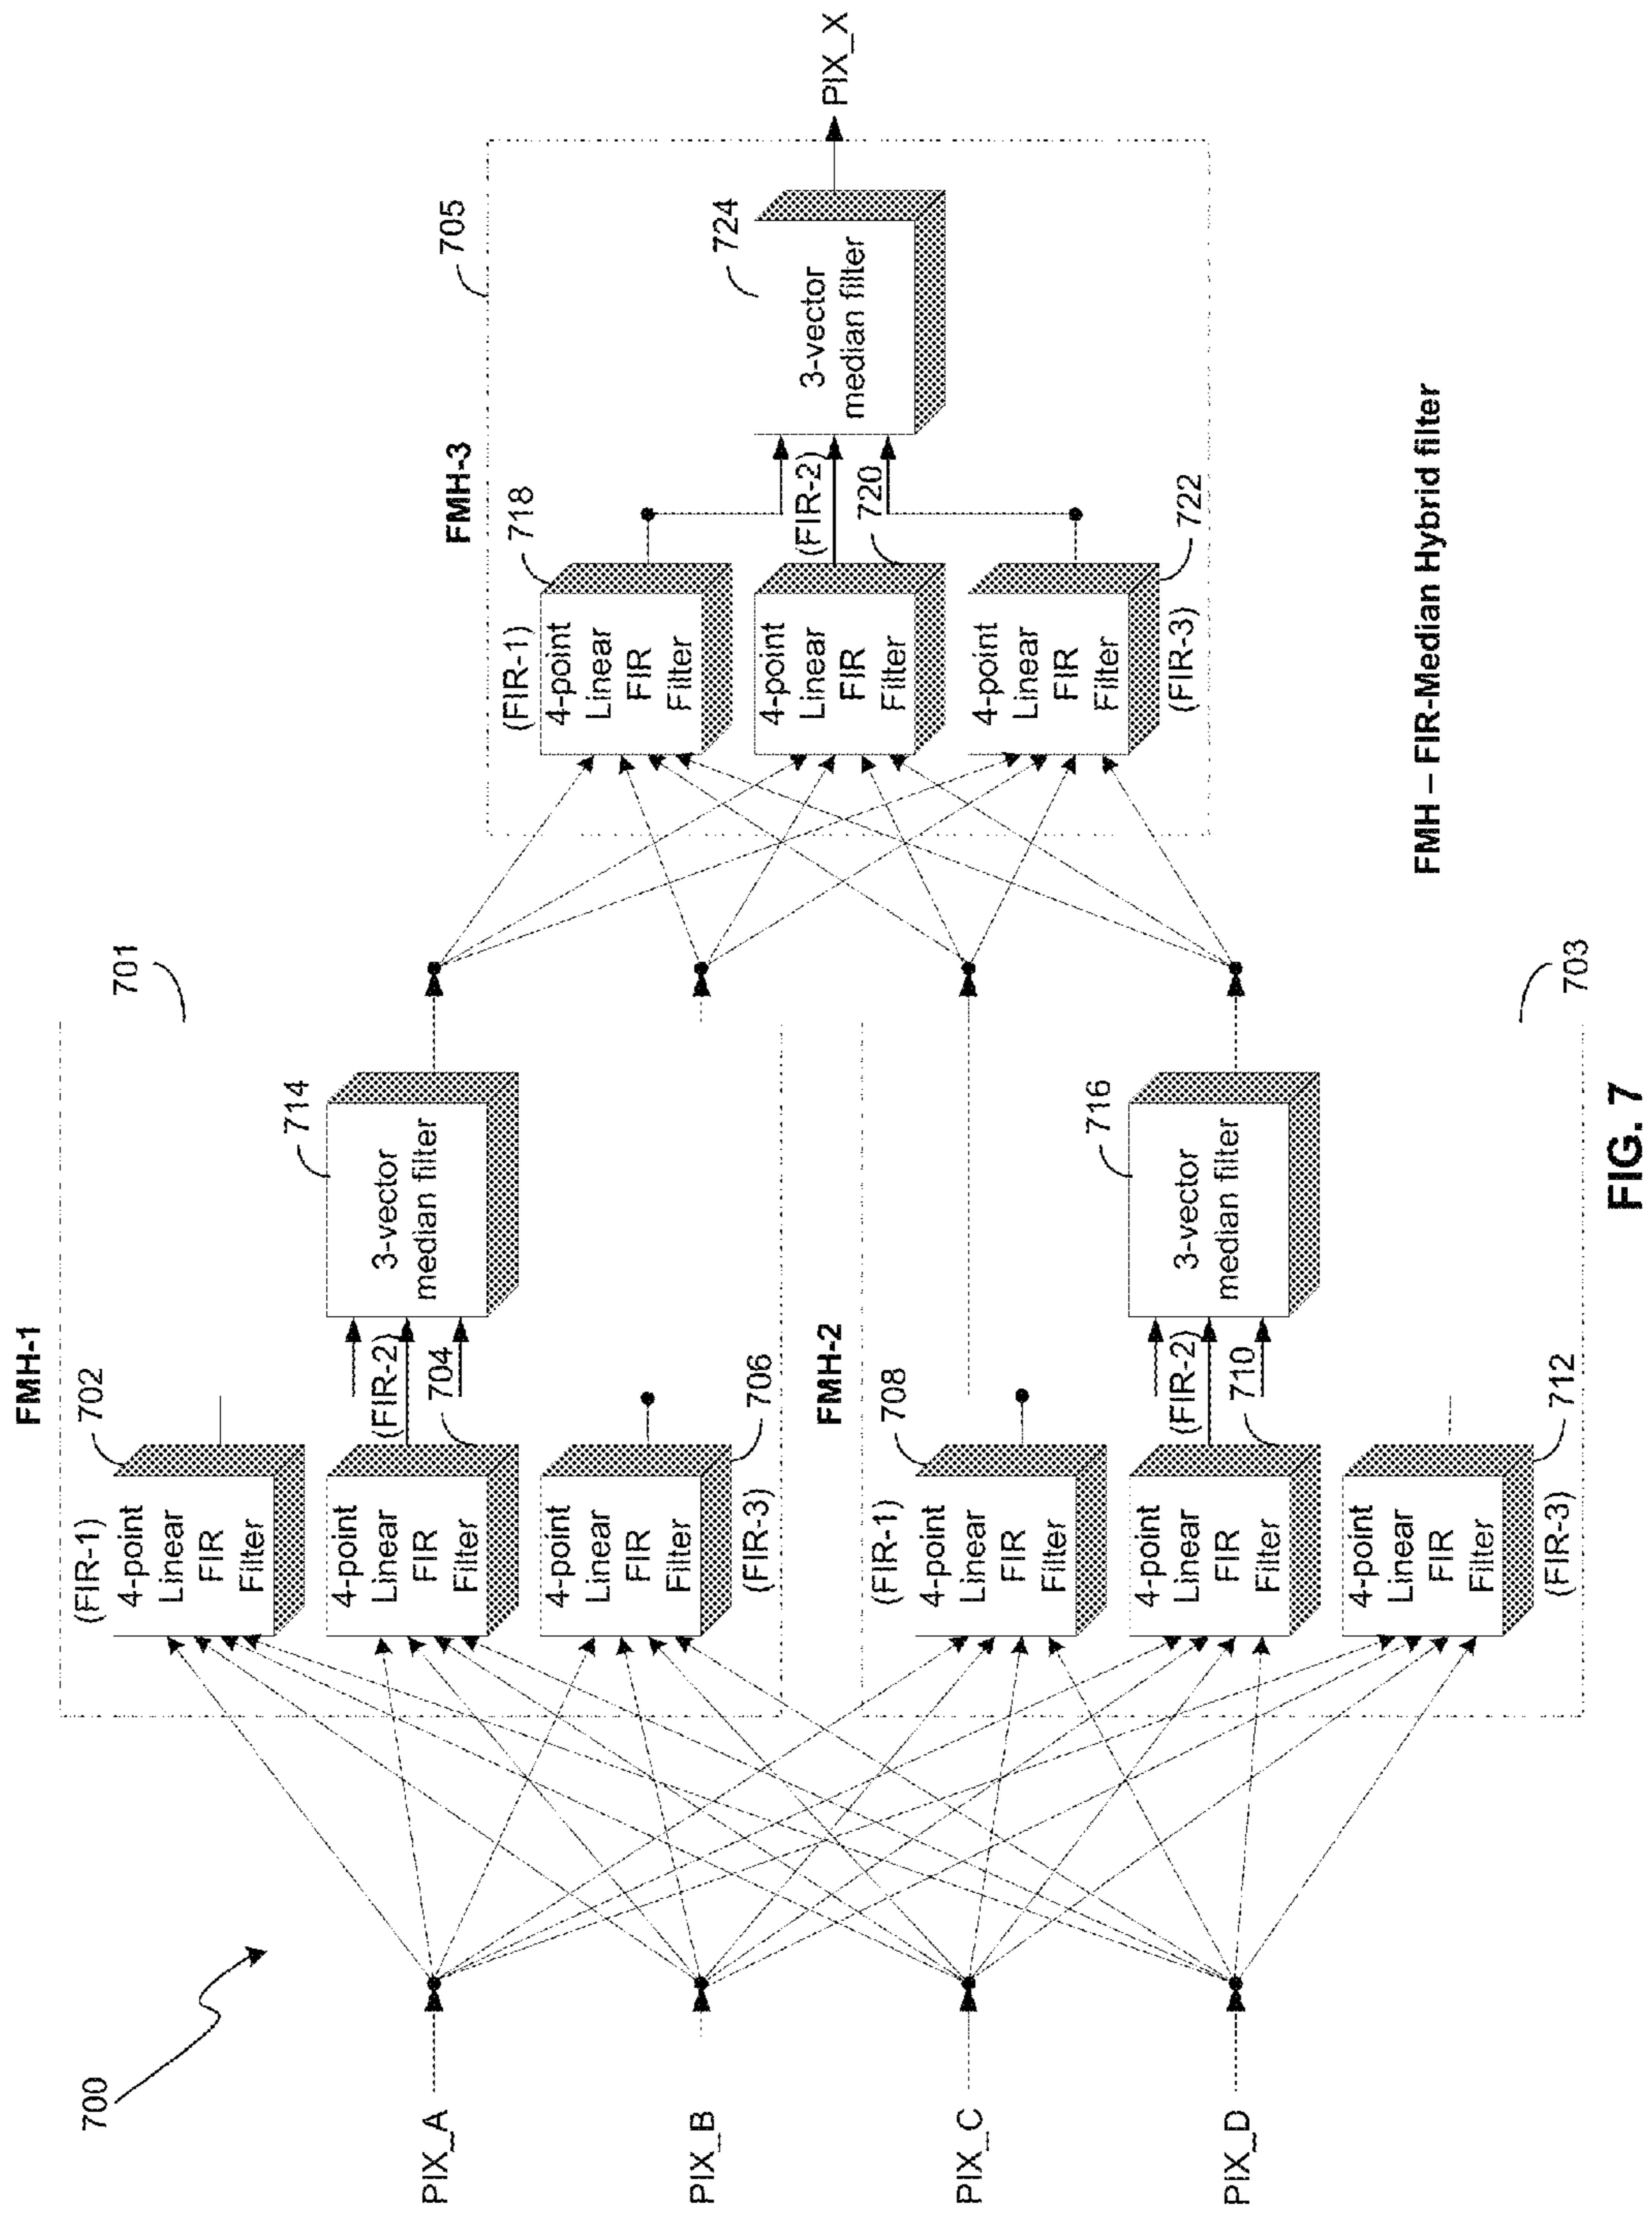 700
PIX_A
PIX_B
PIX_C
PIX_D
FMH-1
701
702
(FIR-1)
4-point
Linear
FIR
Filter
4-point
Linear
FIR
Filter
(FIR-2)
704
4-point
Linear
FIR
Filter
706
(FIR-3)
714
3-vector
median filter
FMH-2
703
708
(FIR-1)
4-point
Linear
FIR
Filter
4-point
Linear
FIR
Filter
(FIR-2)
710
4-point
Linear
FIR
Filter
712
(FIR-3)
716
3-vector
median filter
FMH-3
705
718
(FIR-1)
4-point
Linear
FIR
Filter
4-point
Linear
FIR
Filter
(FIR-2)
720
4-point
Linear
FIR
Filter
722
(FIR-3)
724
3-vector
median filter
PIX_X
FMH – FIR-Median Hybrid filter
FIG. 7